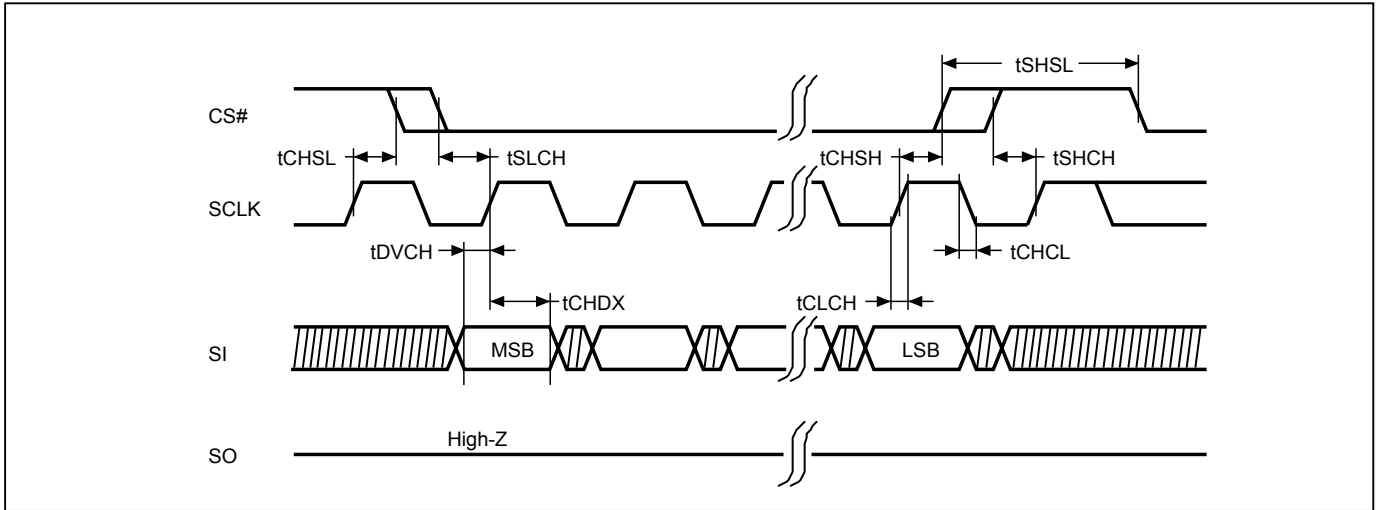 tSHSL
CS#
tCHSL
tSLCH
tCHSH
tSHCH
SCLK
tDVCH
tCHCL
tCHDX
tCLCH
SI
MSB
LSB
High-Z
SO